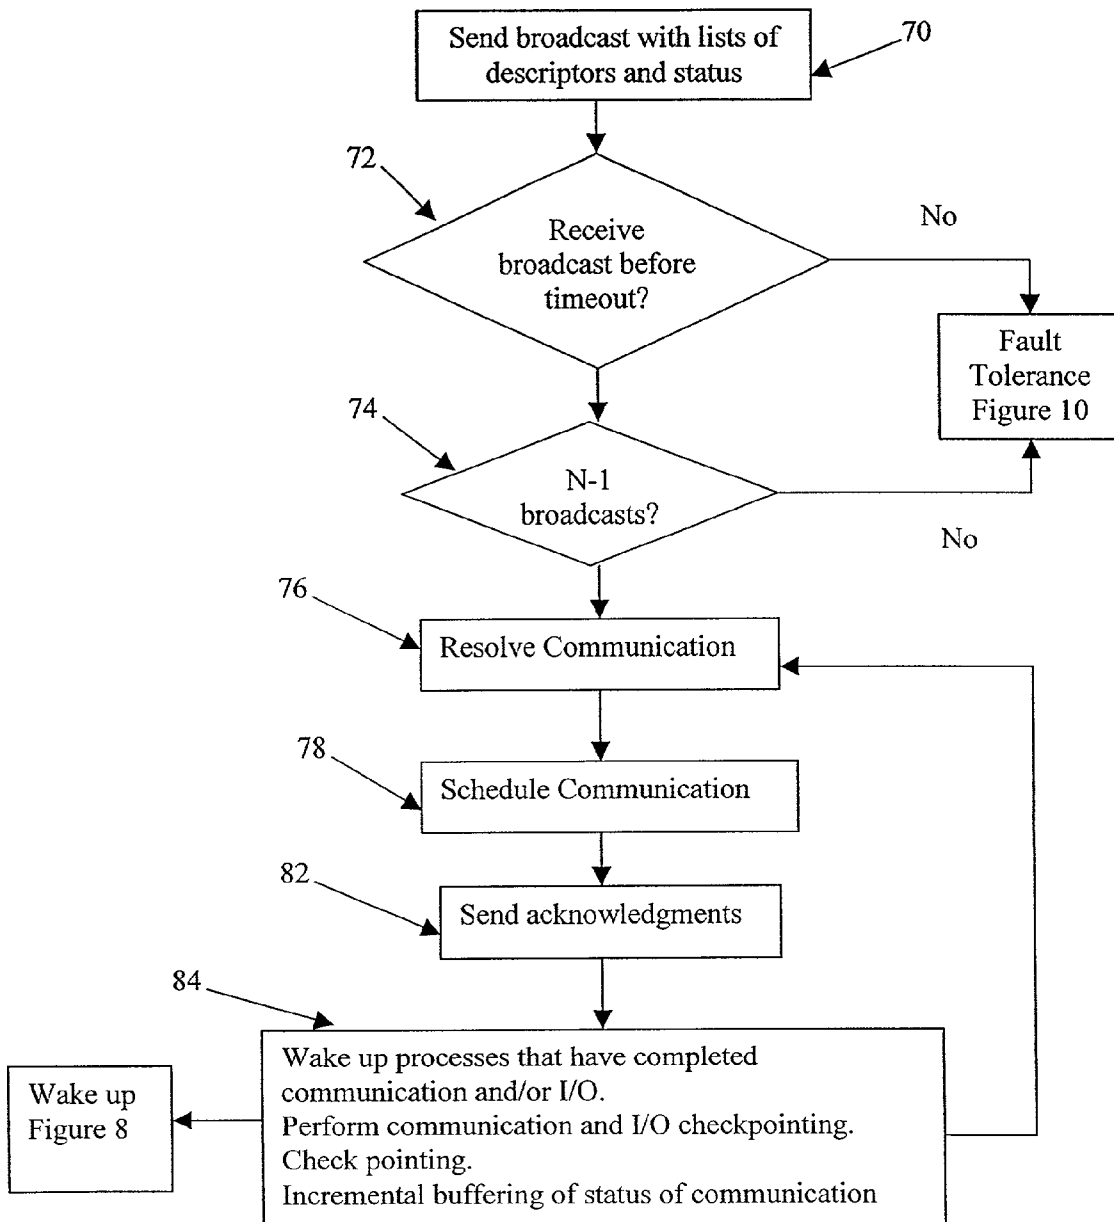 Send broadcast with lists of
descriptors and status
70
72
Receive
broadcast before
timeout?
No
Fault
Tolerance
Figure 10
74
N-1
broadcasts?
No
76
Resolve Communication
78
Schedule Communication
82
Send acknowledgments
84
Wake up processes that have completed
communication and/or I/O.
Perform communication and I/O checkpointing.
Check pointing.
Incremental buffering of status of communication
Wake up
Figure 8